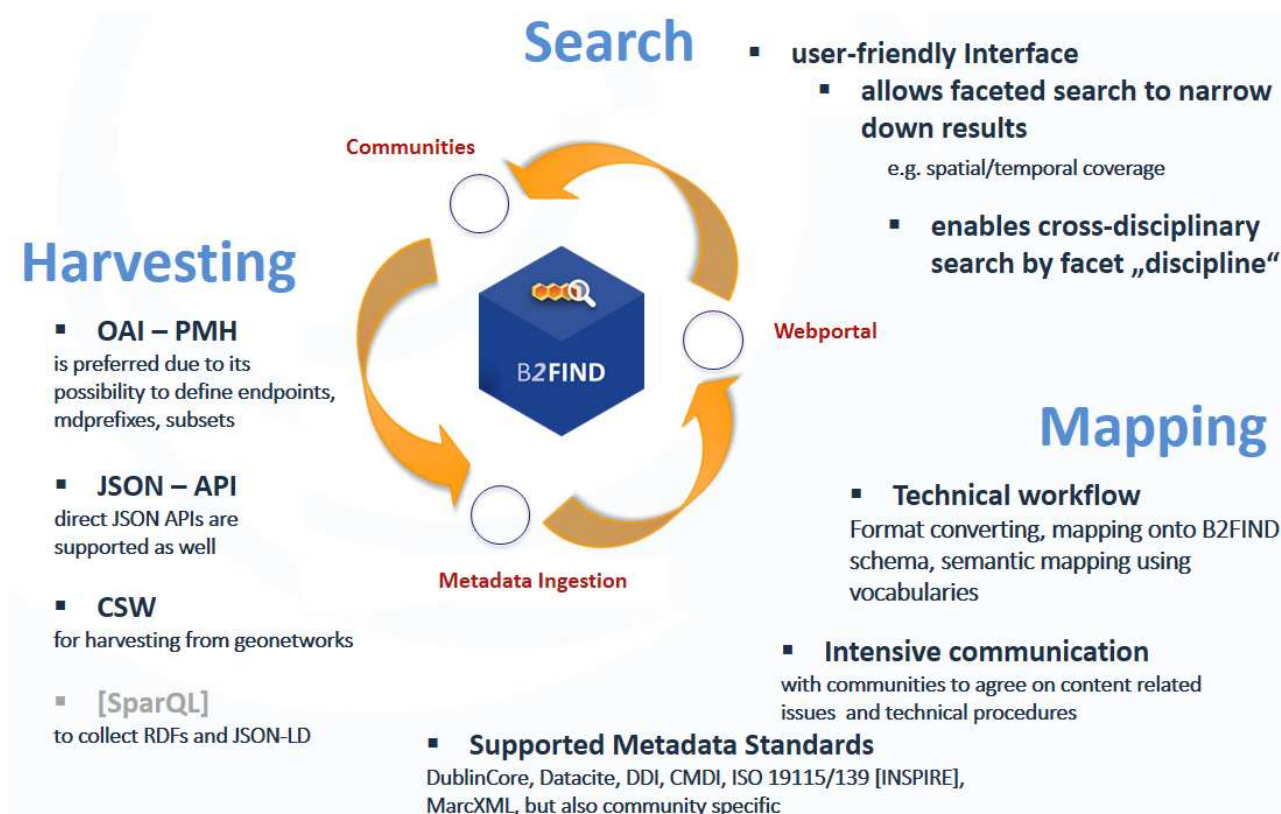 Search
▪ user-friendly Interface
▪ allows faceted search to narrow
down results
e.g. spatial/temporal coverage
▪ enables cross-disciplinary
search by facet „discipline“
Communities
Webportal
Metadata Ingestion
B2FIND
Harvesting
▪ OAI – PMH
is preferred due to its
possibility to define endpoints,
mdprefixes, subsets
▪ JSON – API
direct JSON APIs are
supported as well
▪ CSW
for harvesting from geonetworks
▪ [SparQL]
to collect RDFs and JSON-LD
Mapping
▪ Technical workflow
Format converting, mapping onto B2FIND
schema, semantic mapping using
vocabularies
▪ Intensive communication
with communities to agree on content related
issues and technical procedures
▪ Supported Metadata Standards
DublinCore, Datacite, DDI, CMDI, ISO 19115/139 [INSPIRE],
MarcXML, but also community specific